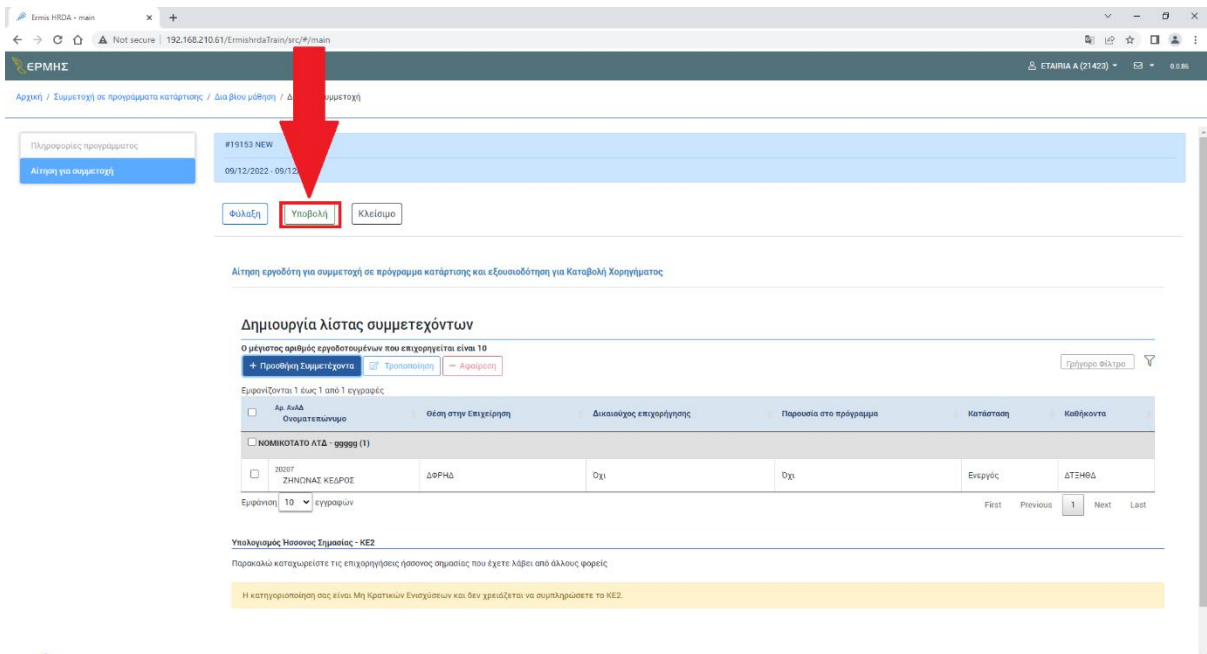 Ermis HRDA - main
Not secure | 192.168.210.61/ErmishrdaTrain/src/#/main
ΕΡΜΗΣ
ETAIRIA A (21423)
0.0.86
Αρχική / Συμμετοχή σε προγράμματα κατάρτισης / Δια βίου μάθηση /
Πληροφορίες προγράμματος
Αίτηση για συμμετοχή
#19153 NEW
09/12/2022 - 09/12/
Φύλαξη
Υποβολή
Κλείσιμο
Αίτηση εργοδότη για συμμετοχή σε πρόγραμμα κατάρτισης και εξουσιοδότηση για Καταβολή Χορηγήματος
Δημιουργία λίστας συμμετεχόντων
Ο μέγιστος αριθμός εργοδοτουμένων που επιχορηγείται είναι 10
+ Προσθήκη Συμμετέχοντα
Τροποποίηση
− Αφαίρεση
Γρήγορο Φίλτρο
Εμφανίζονται 1 έως 1 από 1 εγγραφές
Αρ. ΑνΑΔ
Ονοματεπώνυμο Θέση στην Επιχείρηση Δικαιούχος επιχορήγησης Παρουσία στο πρόγραμμα Κατάσταση Καθήκοντα
ΝΟΜΙΚΟΤΑΤΟ ΛΤΔ - ggggg (1)
20207
ΖΗΝΩΝΑΣ ΚΕΔΡΟΣ ΔΦΡΗΔ Όχι Όχι Ενεργός ΔΤΞΗΘΔ
Εμφάνιση 10 εγγραφών
First Previous 1 Next Last
Υπολογισμός Ήσσονος Σημασίας - ΚΕ2
Παρακαλώ καταχωρείστε τις επιχορηγήσεις ήσσονος σημασίας που έχετε λάβει από άλλους φορείς
Η κατηγοριοποίηση σας είναι Μη Κρατικών Ενισχύσεων και δεν χρειάζεται να συμπληρώσετε το ΚΕ2.